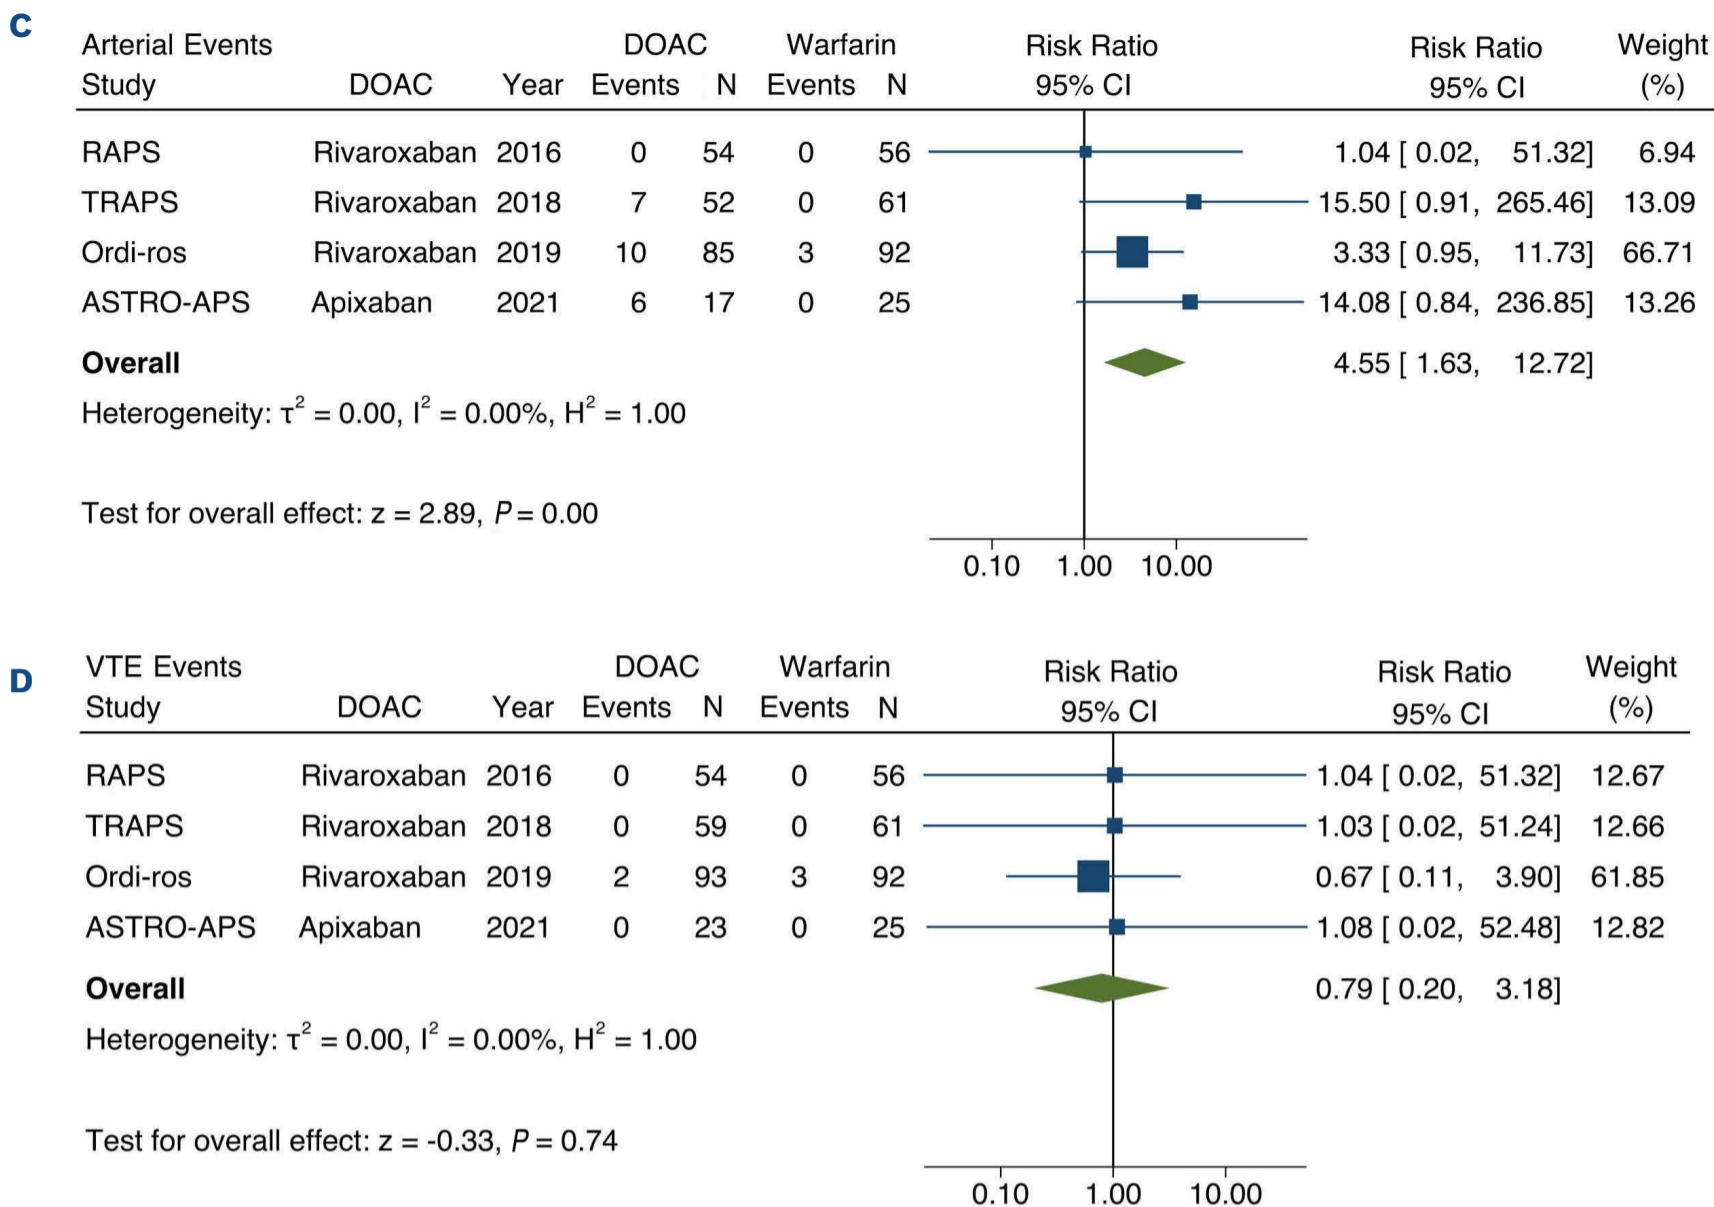 C
Arterial Events DOAC Warfarin Risk Ratio Risk Ratio Weight
Study DOAC Year Events N Events N 95% CI 95% CI (%)
RAPS Rivaroxaban 2016 0 54 0 56 1.04 [ 0.02, 51.32] 6.94
TRAPS Rivaroxaban 2018 7 52 0 61 15.50 [ 0.91, 265.46] 13.09
Ordi-ros Rivaroxaban 2019 10 85 3 92 3.33 [ 0.95, 11.73] 66.71
ASTRO-APS Apixaban 2021 6 17 0 25 14.08 [ 0.84, 236.85] 13.26
Overall 4.55 [ 1.63, 12.72]
Heterogeneity: τ² = 0.00, I² = 0.00%, H² = 1.00
Test for overall effect: z = 2.89, P = 0.00
0.10 1.00 10.00
D
VTE Events DOAC Warfarin Risk Ratio Risk Ratio Weight
Study DOAC Year Events N Events N 95% CI 95% CI (%)
RAPS Rivaroxaban 2016 0 54 0 56 1.04 [ 0.02, 51.32] 12.67
TRAPS Rivaroxaban 2018 0 59 0 61 1.03 [ 0.02, 51.24] 12.66
Ordi-ros Rivaroxaban 2019 2 93 3 92 0.67 [ 0.11, 3.90] 61.85
ASTRO-APS Apixaban 2021 0 23 0 25 1.08 [ 0.02, 52.48] 12.82
Overall 0.79 [ 0.20, 3.18]
Heterogeneity: τ² = 0.00, I² = 0.00%, H² = 1.00
Test for overall effect: z = -0.33, P = 0.74
0.10 1.00 10.00